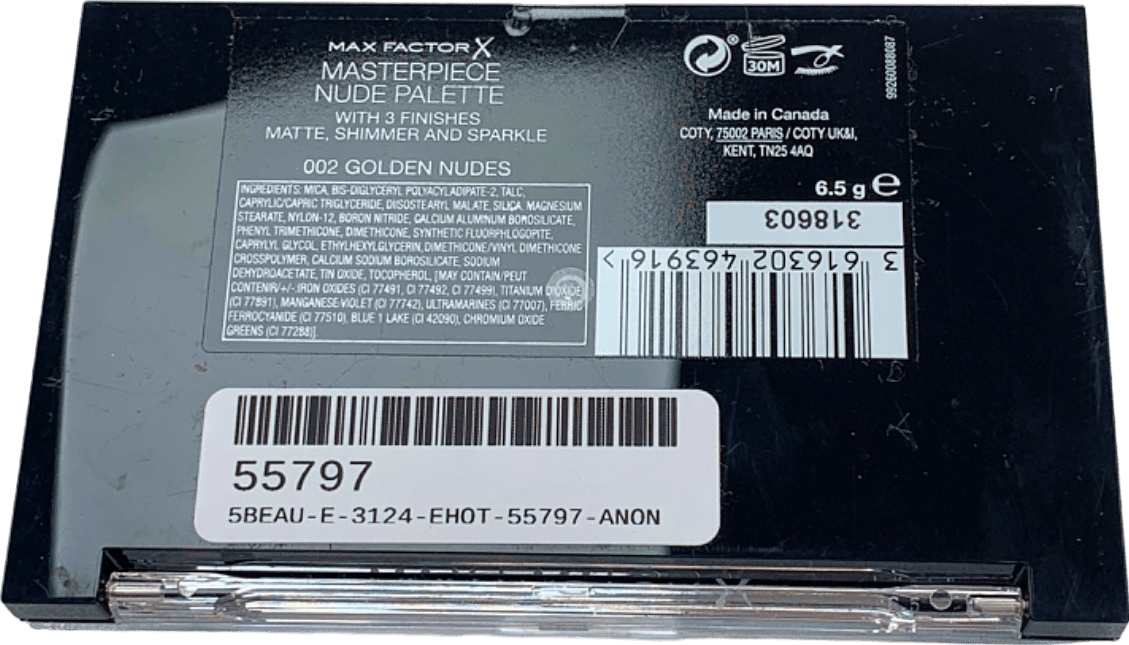 MAX FACTOR X
MASTERPIECE
NUDE PALETTE
WITH 3 FINISHES
MATTE, SHIMMER AND SPARKLE
002 GOLDEN NUDES
INGREDIENTS: MICA, BIS-DIGLYCERYL POLYACYLADIPATE-2, TALC,
CAPRYLIC/CAPRIC TRIGLYCERIDE, DIISOSTEARYL MALATE, SILICA, MAGNESIUM
STEARATE, NYLON-12, BORON NITRIDE, CALCIUM ALUMINUM BOROSILICATE,
PHENYL TRIMETHICONE, DIMETHICONE, SYNTHETIC FLUORPHLOGOPITE,
CAPRYLYL GLYCOL, ETHYLHEXYLGLYCERIN, DIMETHICONE/VINYL DIMETHICONE
CROSSPOLYMER, CALCIUM SODIUM BOROSILICATE, SODIUM
DEHYDROACETATE, TIN OXIDE, TOCOPHEROL, [MAY CONTAIN/PEUT
CONTENIR/+/-:IRON OXIDES (CI 77491, CI 77492, CI 77499), TITANIUM DIOXIDE
(CI 77891), MANGANESE VIOLET (CI 77742), ULTRAMARINES (CI 77007), FERRIC
FERROCYANIDE (CI 77510), BLUE 1 LAKE (CI 42090), CHROMIUM OXIDE
GREENS (CI 77288)].
30M
99260088087
Made in Canada
COTY, 75002 PARIS / COTY UK&I,
KENT, TN25 4AQ
6.5 g e
318603
3 616302 463916 >
55797
5BEAU-E-3124-EHOT-55797-ANON